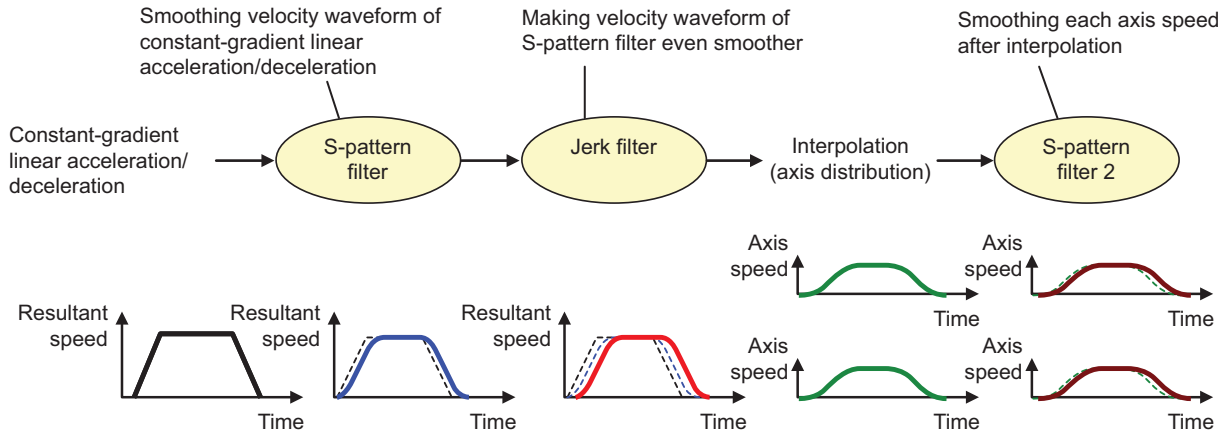 Smoothing velocity waveform of
constant-gradient linear
acceleration/deceleration
Making velocity waveform of
S-pattern filter even smoother
Smoothing each axis speed
after interpolation
Constant-gradient
linear acceleration/
deceleration
S-pattern
filter
Jerk filter
Interpolation
(axis distribution)
S-pattern
filter 2
Resultant
speed
Time
Resultant
speed
Time
Resultant
speed
Time
Axis
speed
Time
Axis
speed
Time
Axis
speed
Time
Axis
speed
Time